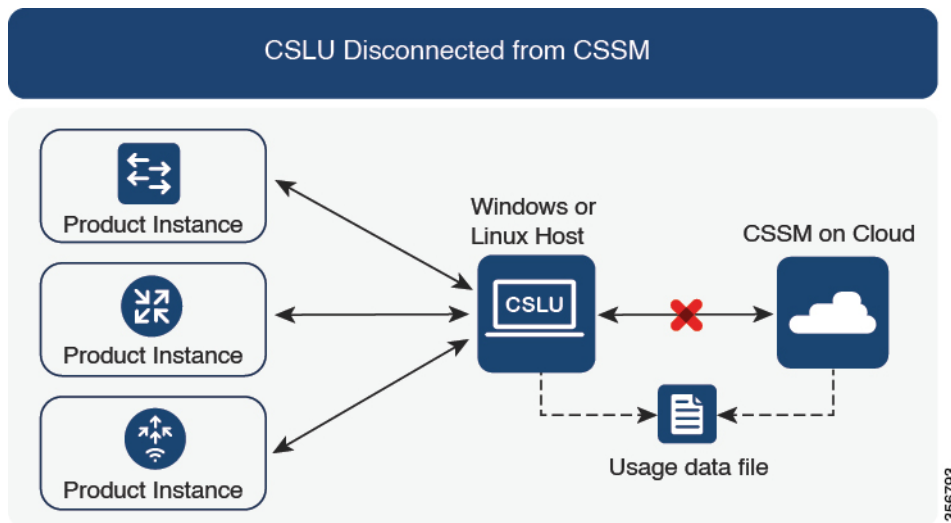 CSLU Disconnected from CSSM
Product Instance
Product Instance
Product Instance
Windows or
Linux Host
CSLU
CSSM on Cloud
Usage data file
356793